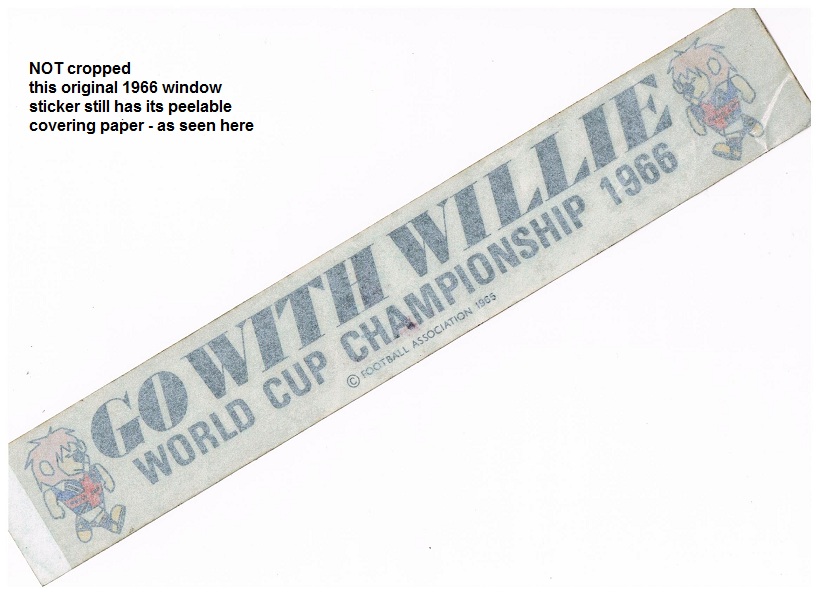 NOT cropped
this original 1966 window
sticker still has its peelable
covering paper - as seen here
GO WITH WILLIE
WORLD CUP CHAMPIONSHIP 1966
© FOOTBALL ASSOCIATION 1966